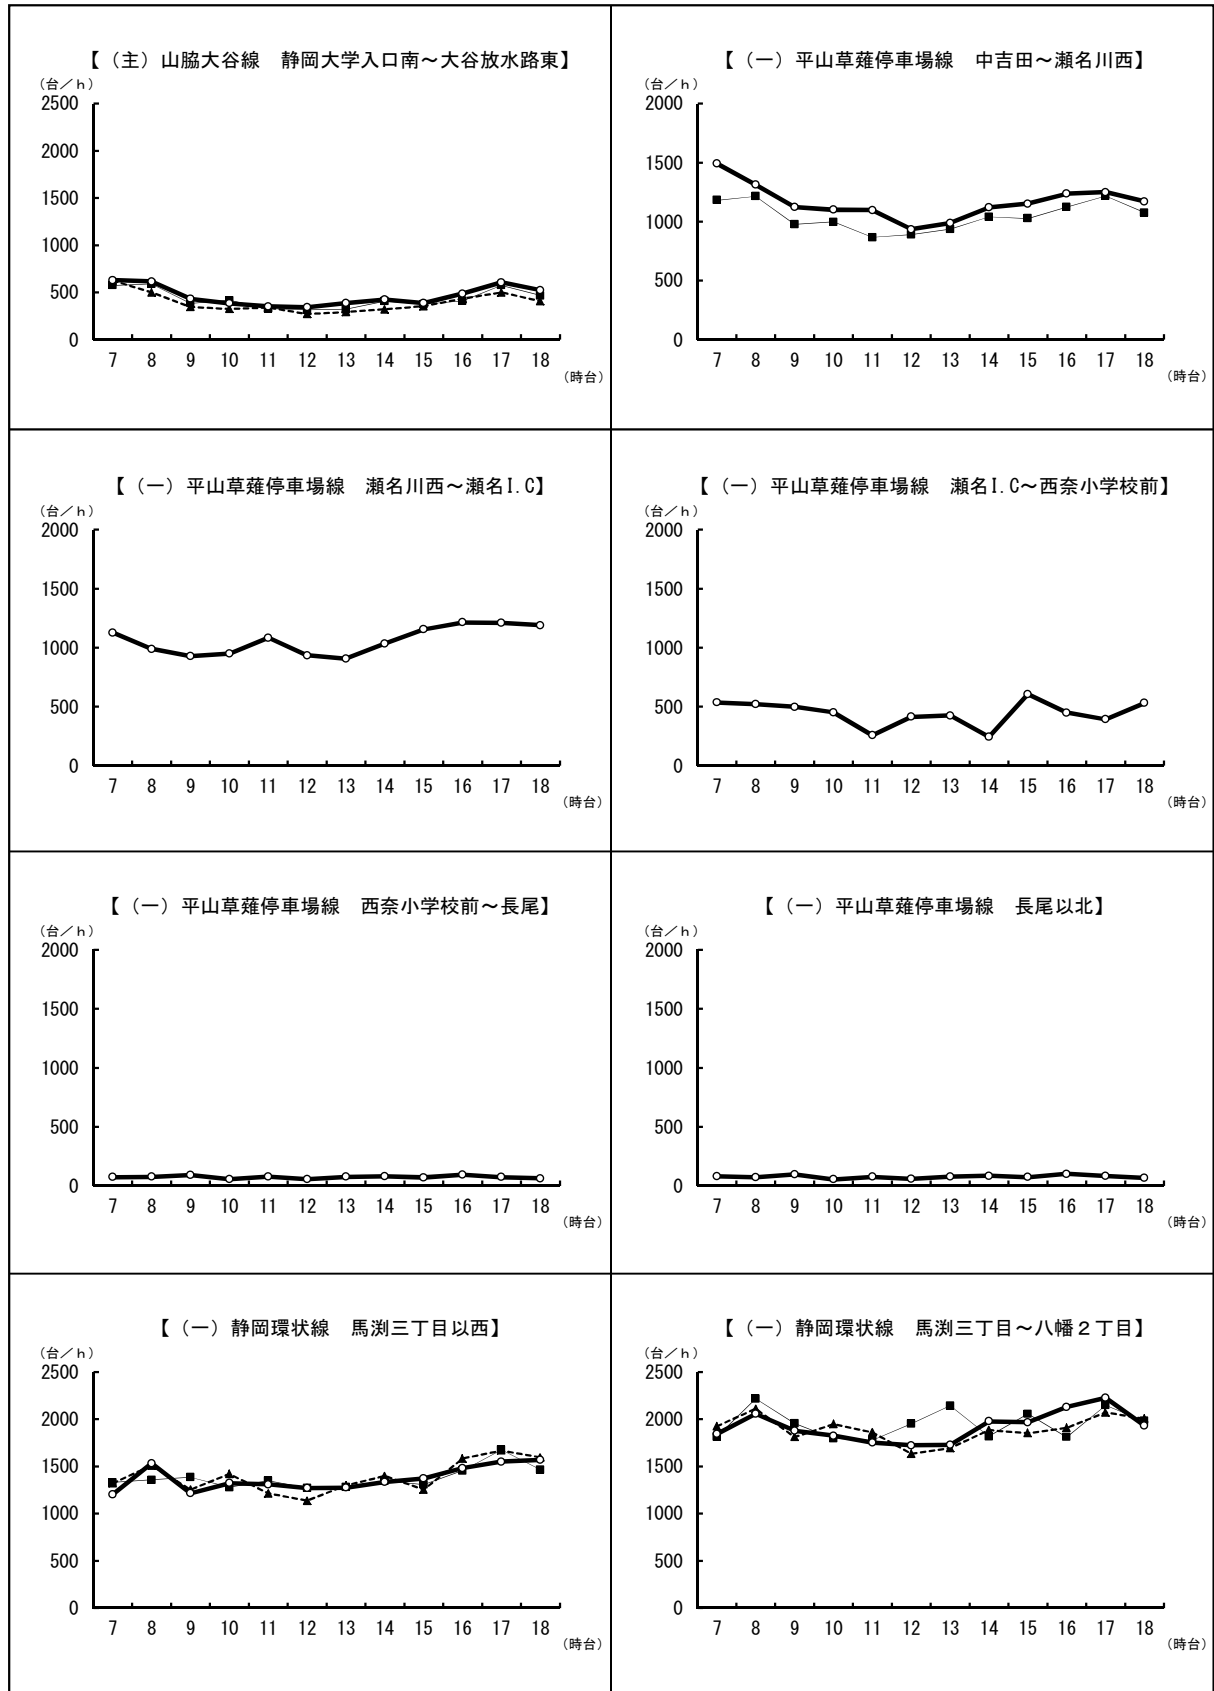 【（主）山脇大谷線　静岡大学入口南～大谷放水路東】
（台／ｈ）
2500
2000
1500
1000
500
0
7 8 9 10 11 12 13 14 15 16 17 18
（時台）
【（一）平山草薙停車場線　中吉田～瀬名川西】
（台／ｈ）
2000
1500
1000
500
0
7 8 9 10 11 12 13 14 15 16 17 18
（時台）
【（一）平山草薙停車場線　瀬名川西～瀬名I.C】
（台／ｈ）
2000
1500
1000
500
0
7 8 9 10 11 12 13 14 15 16 17 18
（時台）
【（一）平山草薙停車場線　瀬名I.C～西奈小学校前】
（台／ｈ）
2000
1500
1000
500
0
7 8 9 10 11 12 13 14 15 16 17 18
（時台）
【（一）平山草薙停車場線　西奈小学校前～長尾】
（台／ｈ）
2000
1500
1000
500
0
7 8 9 10 11 12 13 14 15 16 17 18
（時台）
【（一）平山草薙停車場線　長尾以北】
（台／ｈ）
2000
1500
1000
500
0
7 8 9 10 11 12 13 14 15 16 17 18
（時台）
【（一）静岡環状線　馬渕三丁目以西】
（台／ｈ）
2500
2000
1500
1000
500
0
7 8 9 10 11 12 13 14 15 16 17 18
（時台）
【（一）静岡環状線　馬渕三丁目～八幡２丁目】
（台／ｈ）
2500
2000
1500
1000
500
0
7 8 9 10 11 12 13 14 15 16 17 18
（時台）